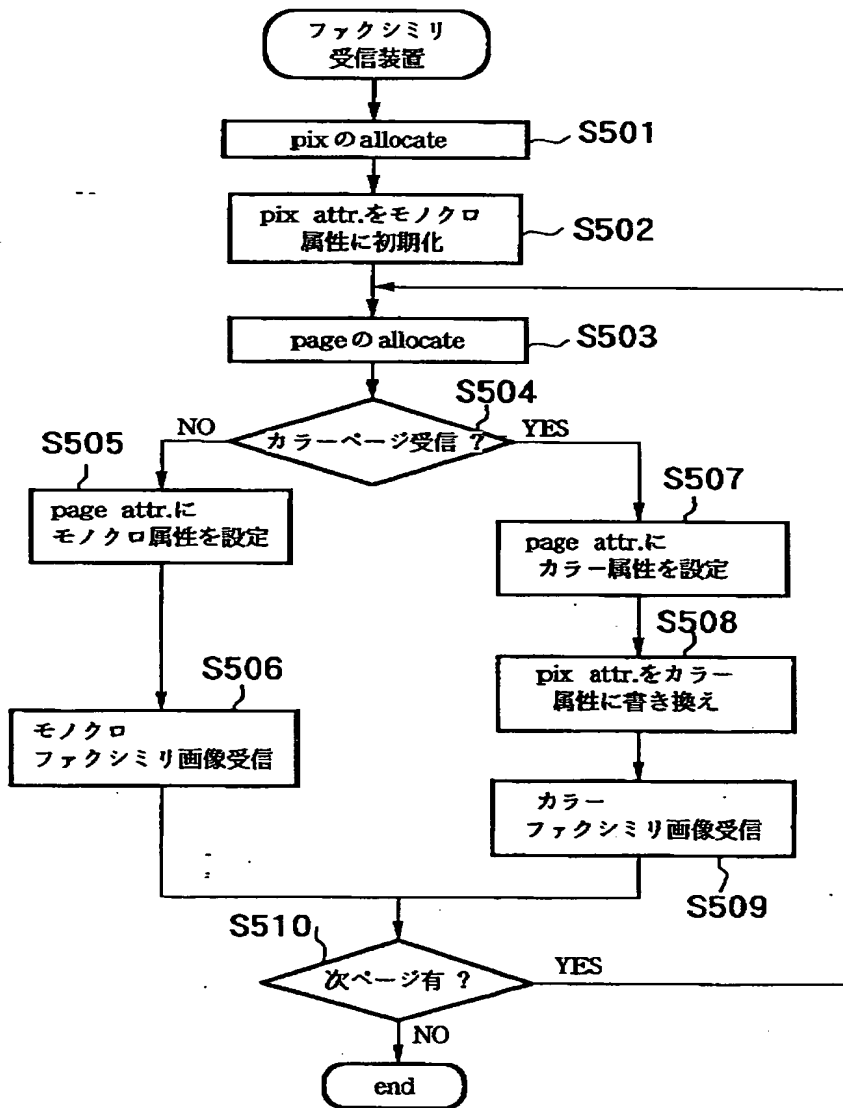 ファクシミリ
受信装置
pixのallocate
S501
pix attr.をモノクロ
属性に初期化
S502
pageのallocate
S503
S504
カラーページ受信 ?
NO
YES
S505
page attr.に
モノクロ属性を設定
S507
page attr.に
カラー属性を設定
S508
pix attr.をカラー
属性に書き換え
S506
モノクロ
ファクシミリ画像受信
カラー
ファクシミリ画像受信
S509
S510
次ページ有 ?
YES
NO
end